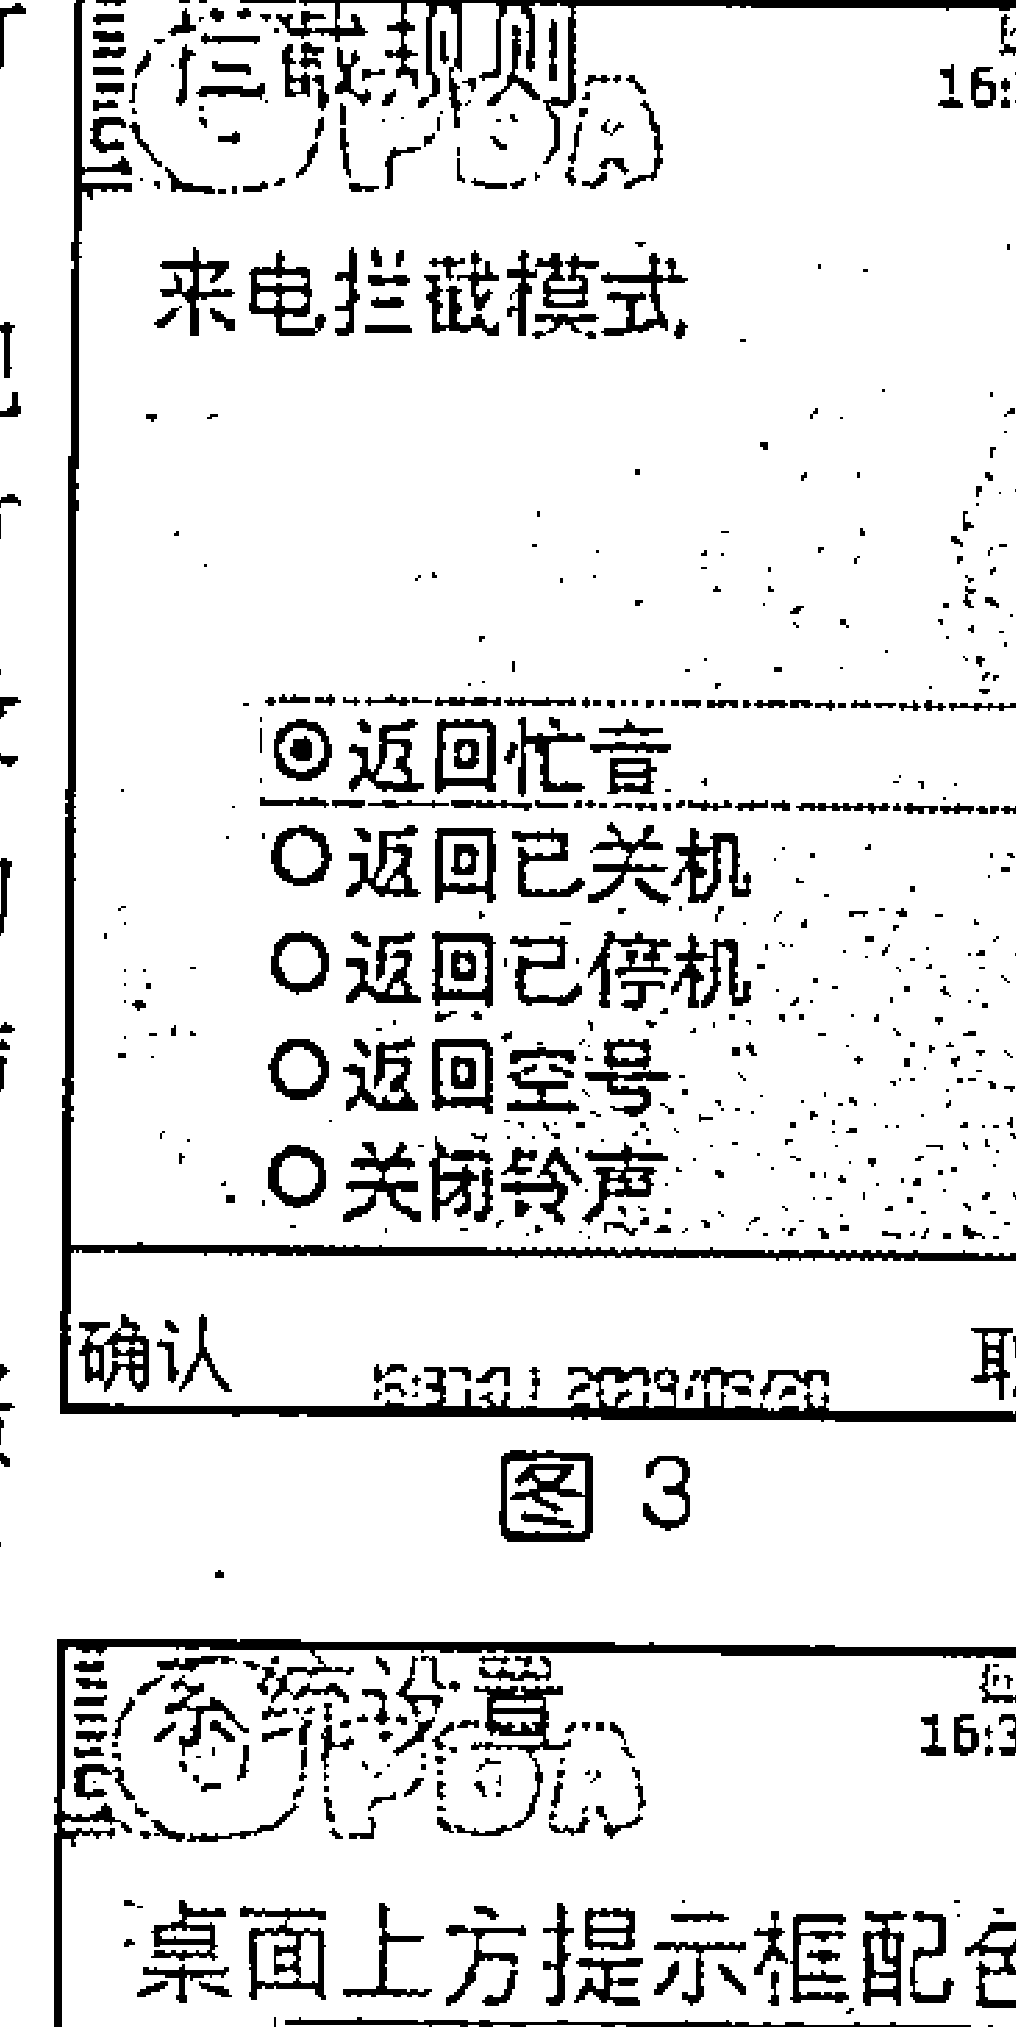 拦截规则
16:
来电拦截模式
返回忙音
返回已关机
返回已停机
返回空号
关闭铃声
确认
图 3
系统设置
16:3
桌面上方提示框配色